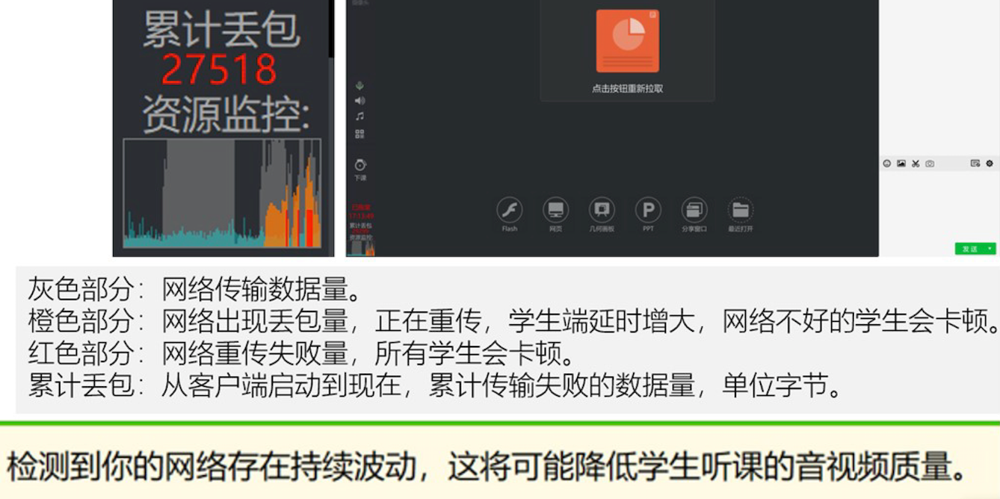 累计丢包
27518
资源监控:
点击按钮重新拉取
下课
累计丢包
资源监控:
Flash
网页
几何画板
P
PPT
分享窗口
最近打开
发送
灰色部分：网络传输数据量。
橙色部分：网络出现丢包量，正在重传，学生端延时增大，网络不好的学生会卡顿。
红色部分：网络重传失败量，所有学生会卡顿。
累计丢包：从客户端启动到现在，累计传输失败的数据量，单位字节。
检测到你的网络存在持续波动，这将可能降低学生听课的音视频质量。